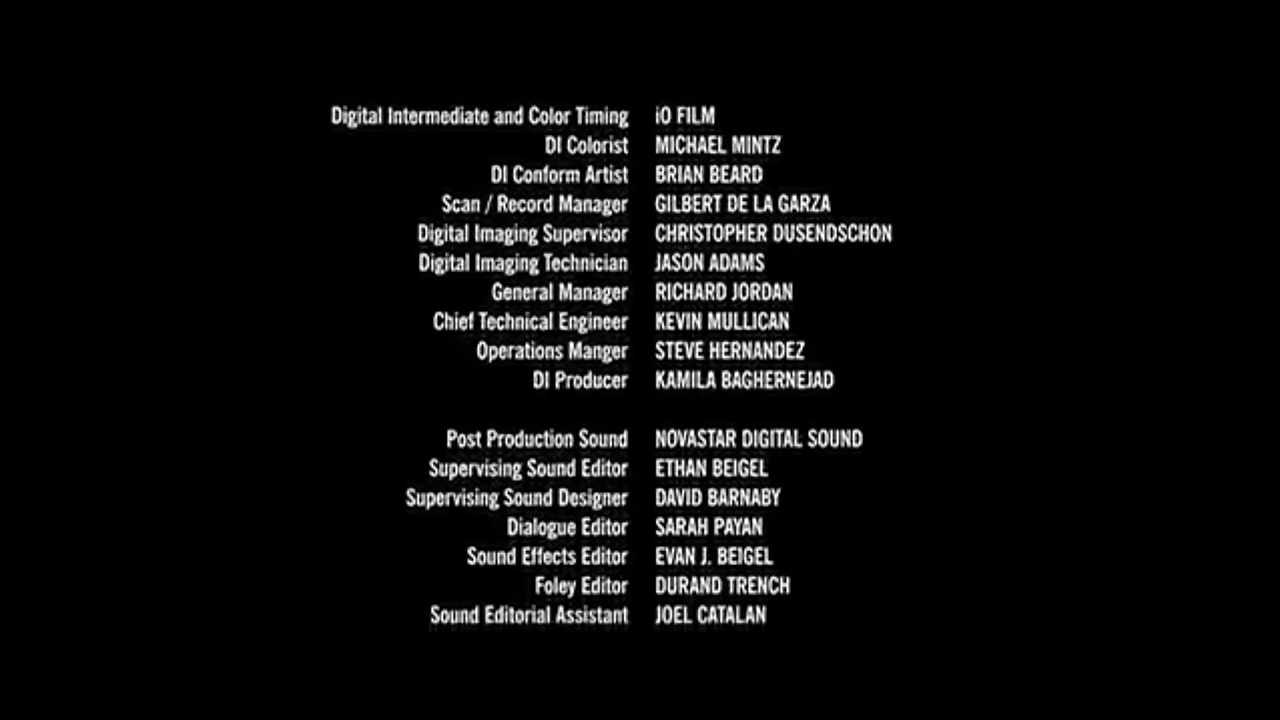 Digital Intermediate and Color Timing iO FILM
DI Colorist MICHAEL MINTZ
DI Conform Artist BRIAN BEARD
Scan / Record Manager GILBERT DE LA GARZA
Digital Imaging Supervisor CHRISTOPHER DUSENDSCHON
Digital Imaging Technician JASON ADAMS
General Manager RICHARD JORDAN
Chief Technical Engineer KEVIN MULLICAN
Operations Manger STEVE HERNANDEZ
DI Producer KAMILA BAGHERNEJAD
Post Production Sound NOVASTAR DIGITAL SOUND
Supervising Sound Editor ETHAN BEIGEL
Supervising Sound Designer DAVID BARNABY
Dialogue Editor SARAH PAYAN
Sound Effects Editor EVAN J. BEIGEL
Foley Editor DURAND TRENCH
Sound Editorial Assistant JOEL CATALAN